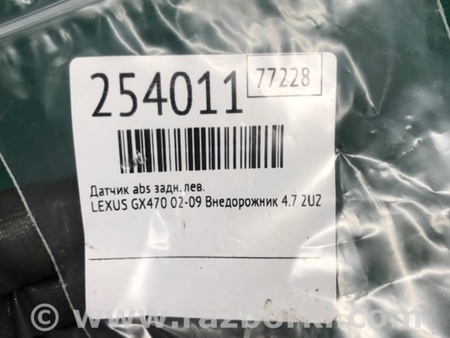 254011 77228
Датчик abs задн. лев.
LEXUS GX470 02-09 Внедорожник 4.7 2UZ
© www.razborki.com